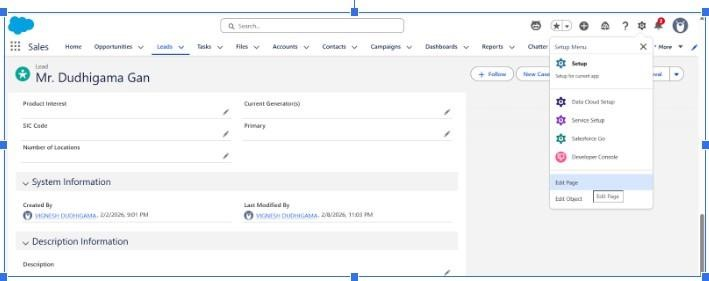 Search...
3
Sales
Home
Opportunities
Leads
Tasks
Files
Accounts
Contacts
Campaigns
Dashboards
Reports
Chatter
More
Lead
Mr. Dudhigama Gan
+ Follow
New Case
Setup Menu
Setup
Setup for current app
Data Cloud Setup
Service Setup
Salesforce Go
Developer Console
Edit Page
Edit Object
Edit Page
Product Interest
Current Generator(s)
SIC Code
Primary
Number of Locations
System Information
Created By
Last Modified By
VIGNESH DUDHIGAMA, 2/2/2026, 9:01 PM
VIGNESH DUDHIGAMA, 2/8/2026, 11:03 PM
Description Information
Description